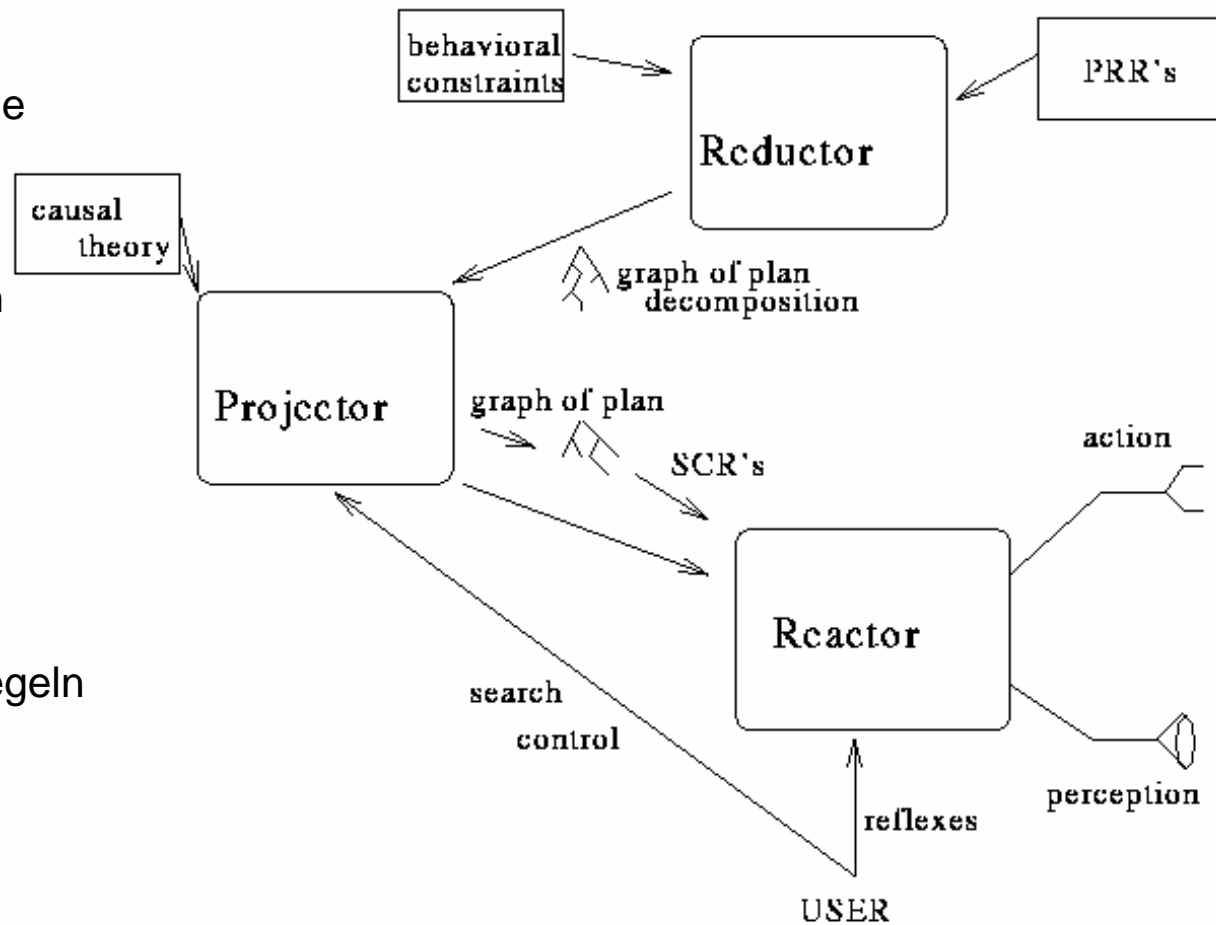 behavioral
constraints
PRR's
e
Reductor
causal
theory
n
graph of plan
decomposition
Projector
graph of plan
SCR's
action
Reactor
egeln
search
control
perception
reflexes
USER